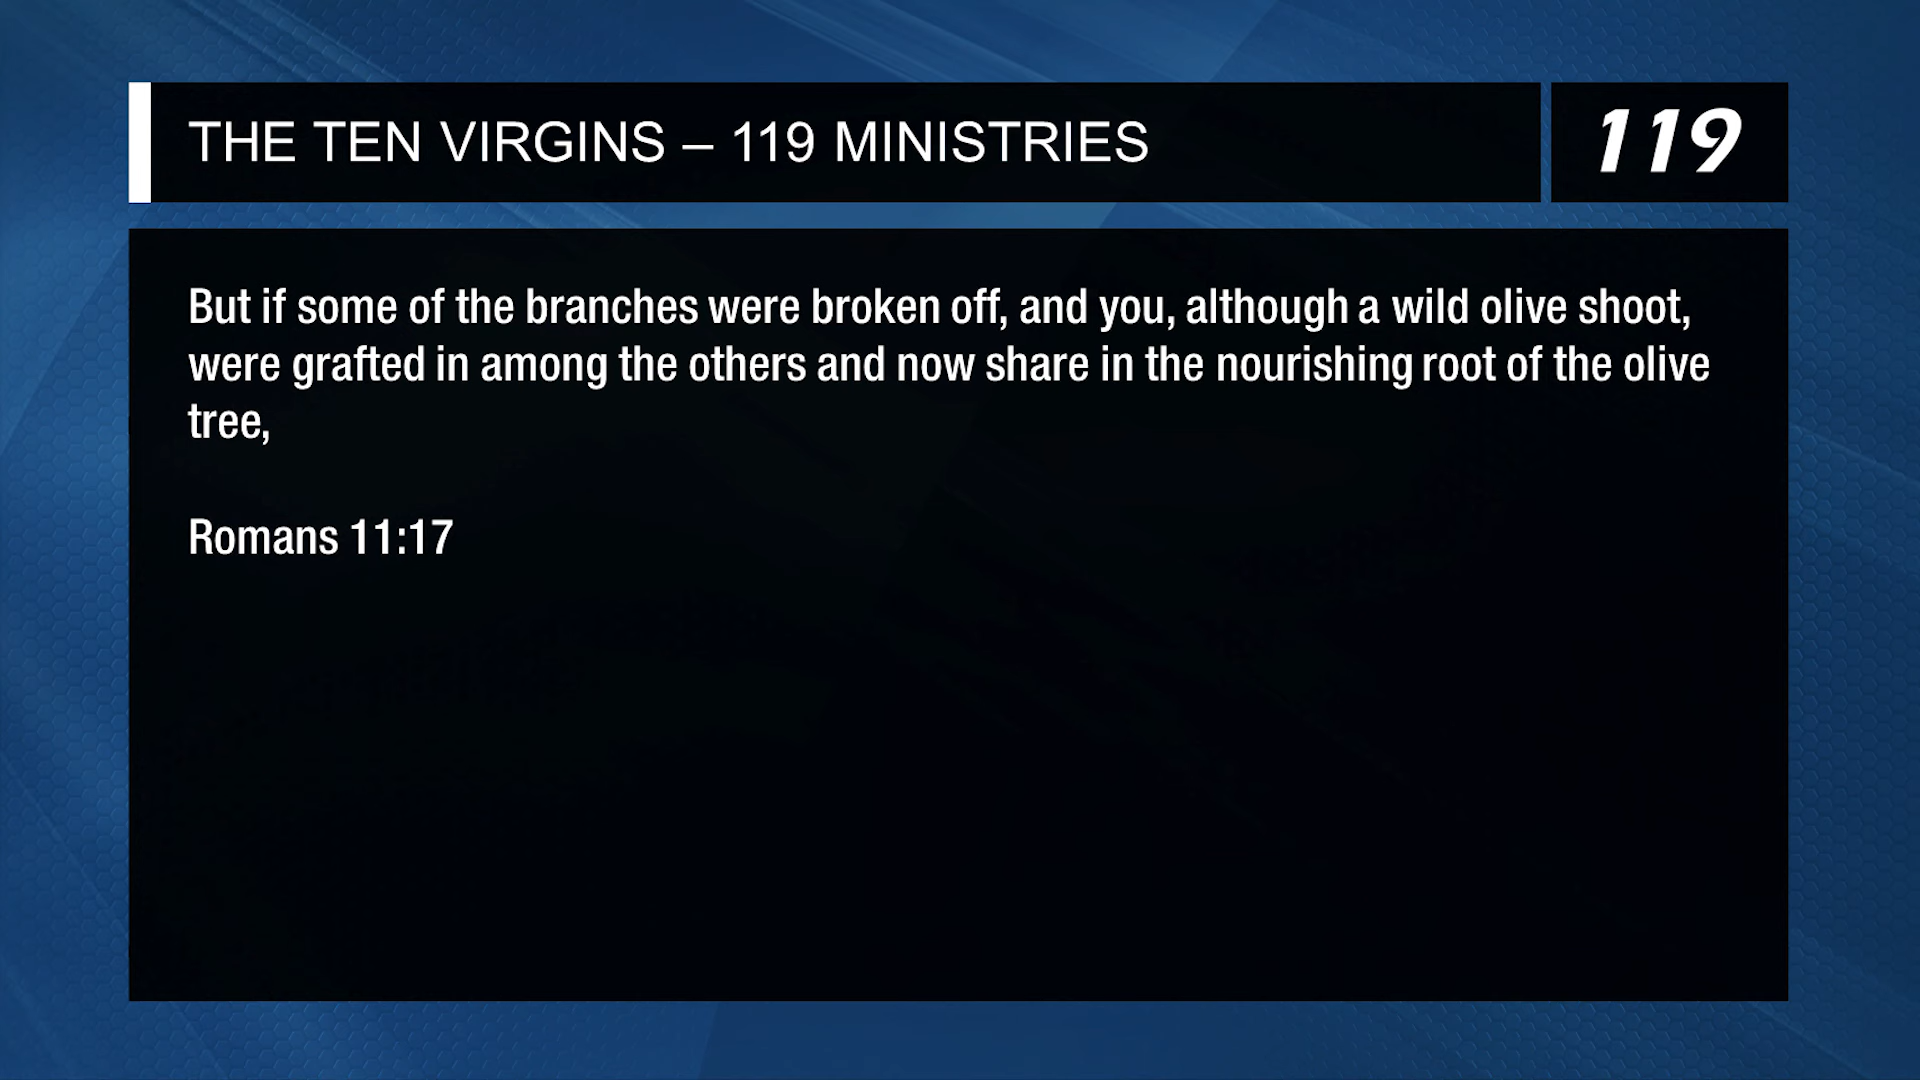 THE TEN VIRGINS – 119 MINISTRIES
119
But if some of the branches were broken off, and you, although a wild olive shoot,
were grafted in among the others and now share in the nourishing root of the olive
tree,
Romans 11:17